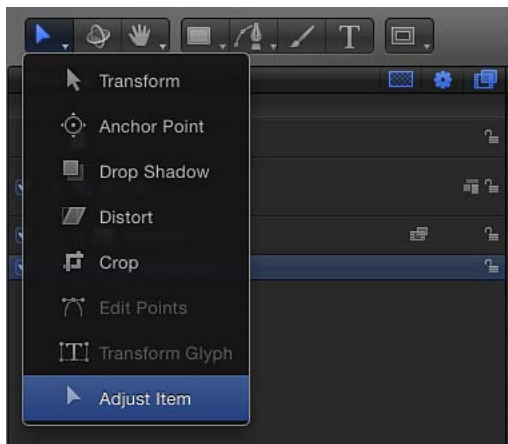 T
Transform
Anchor Point
Drop Shadow
Distort
Crop
Edit Points
Transform Glyph
Adjust Item